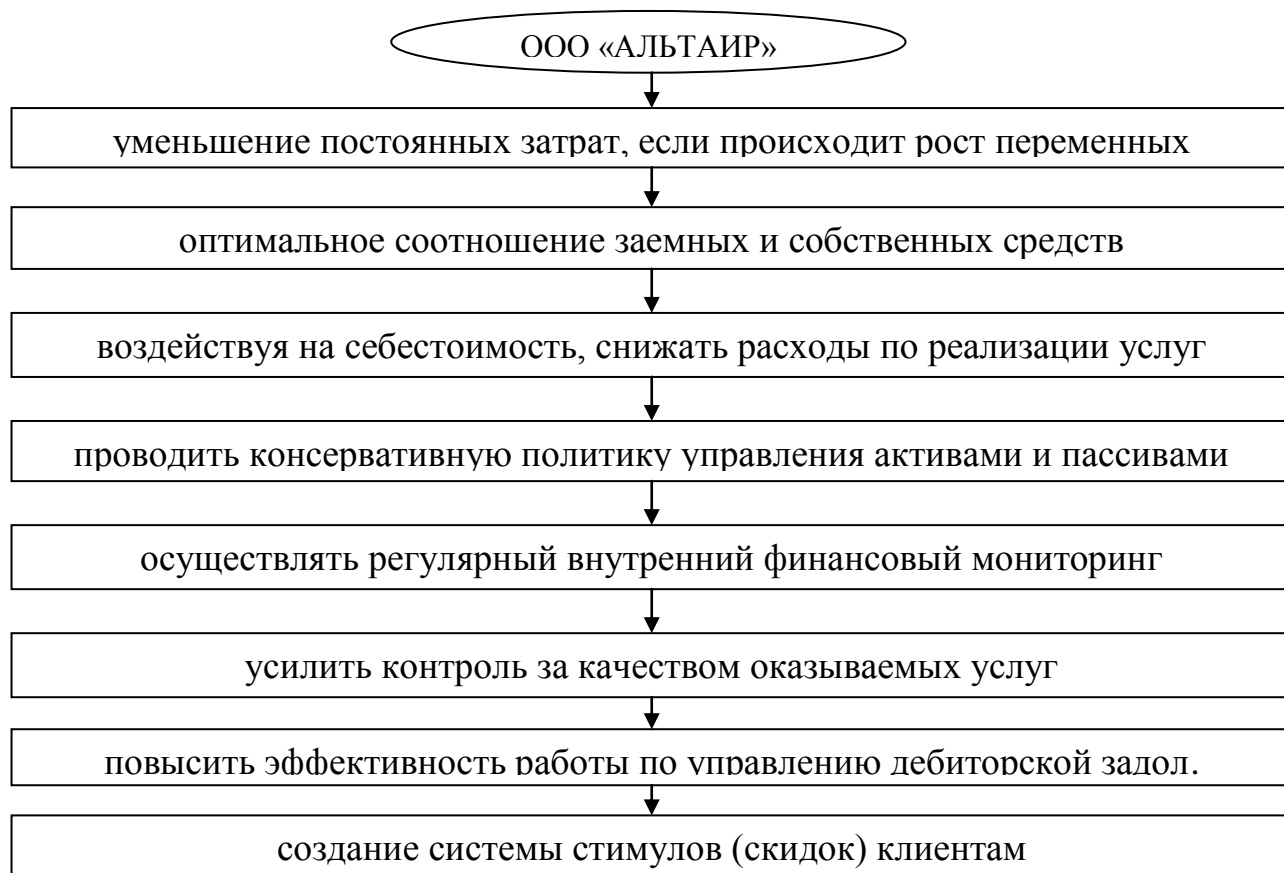 ООО «АЛЬТАИР»
уменьшение постоянных затрат, если происходит рост переменных
оптимальное соотношение заемных и собственных средств
воздействуя на себестоимость, снижать расходы по реализации услуг
проводить консервативную политику управления активами и пассивами
осуществлять регулярный внутренний финансовый мониторинг
усилить контроль за качеством оказываемых услуг
повысить эффективность работы по управлению дебиторской задол.
создание системы стимулов (скидок) клиентам